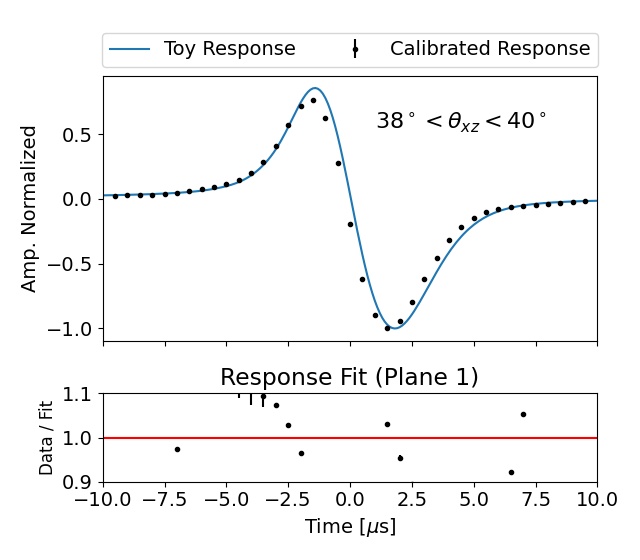 Toy Response Calibrated Response
38° < θxz < 40°
Amp. Normalized
0.5
0.0
−0.5
−1.0
Response Fit (Plane 1)
Data / Fit
1.1
1.0
0.9
−10.0 −7.5 −5.0 −2.5 0.0 2.5 5.0 7.5 10.0
Time [μs]